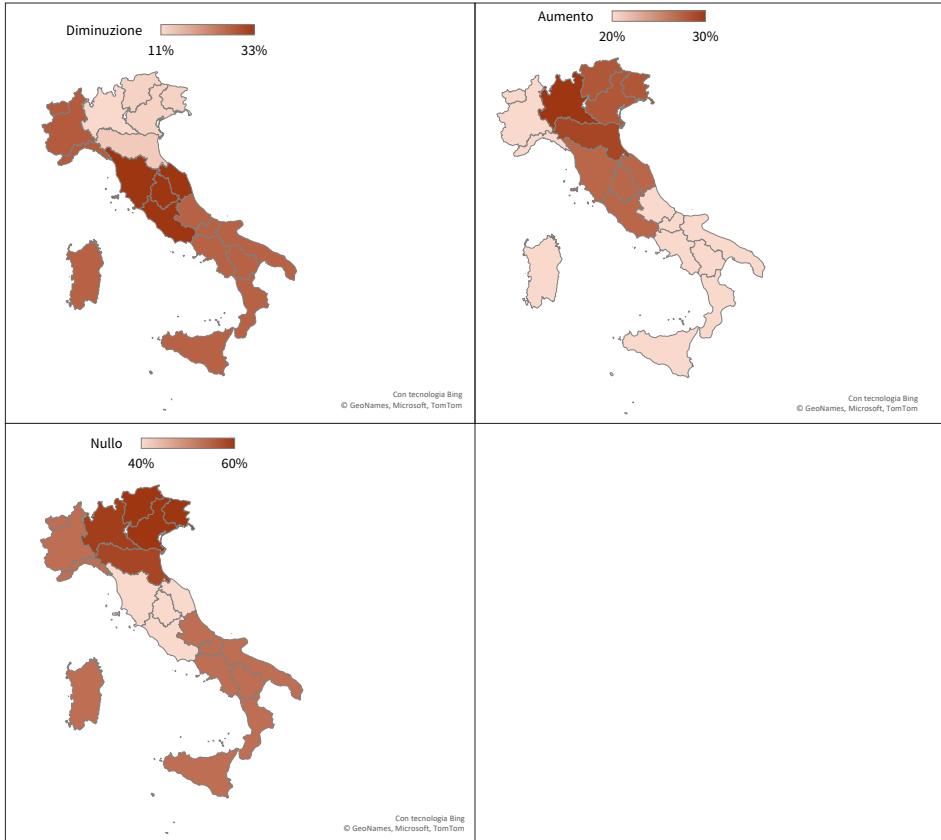 Diminuzione
11% 33%
Con tecnologia Bing
© GeoNames, Microsoft, TomTom
Aumento
20% 30%
Con tecnologia Bing
© GeoNames, Microsoft, TomTom
Nullo
40% 60%
Con tecnologia Bing
© GeoNames, Microsoft, TomTom